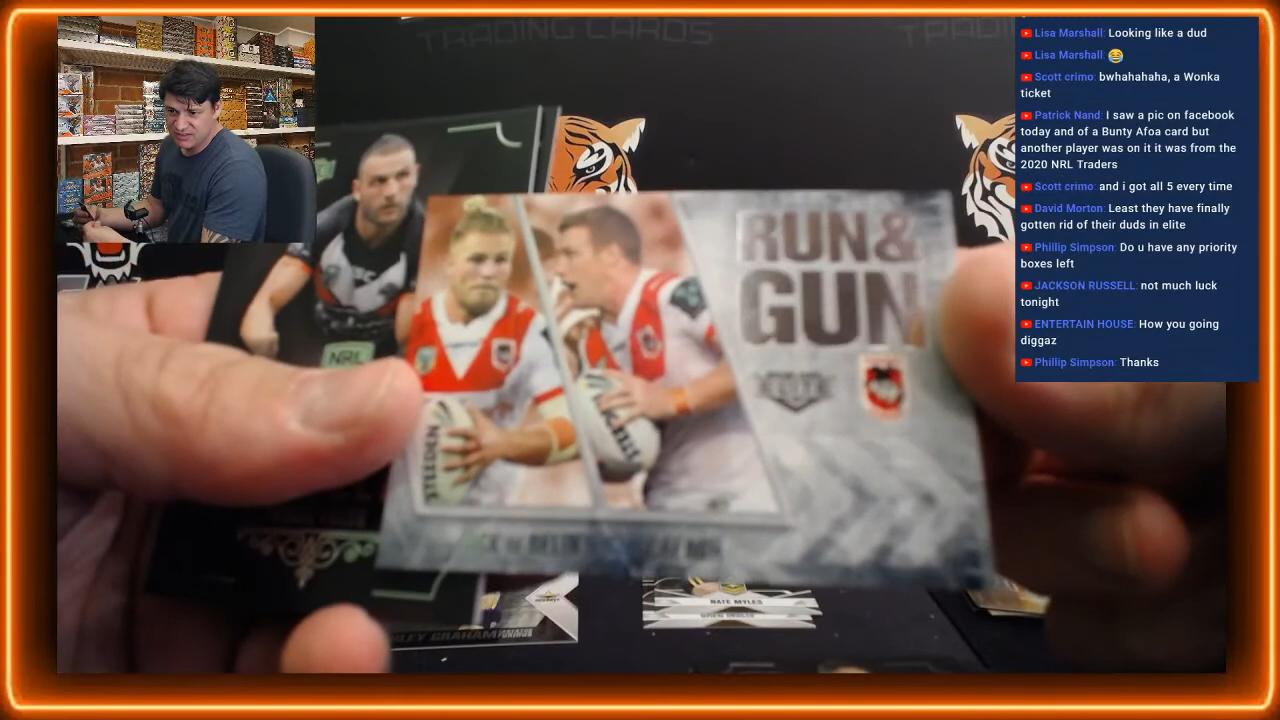 TRADING CARDS
TRAD
Lisa Marshall: Looking like a dud
Lisa Marshall: 😂
Scott crimo: bwhahahaha, a Wonka
ticket
Patrick Nand: I saw a pic on facebook
today and of a Bunty Afoa card but
another player was on it it was from the
2020 NRL Traders
Scott crimo: and i got all 5 every time
David Morton: Least they have finally
gotten rid of their duds in elite
Phillip Simpson: Do u have any priority
boxes left
JACKSON RUSSELL: not much luck
tonight
ENTERTAIN HOUSE: How you going
diggaz
Phillip Simpson: Thanks
RUN &
GUN
ELITE
NRL
STEEDEN
NATE MYLES
GRAHAM